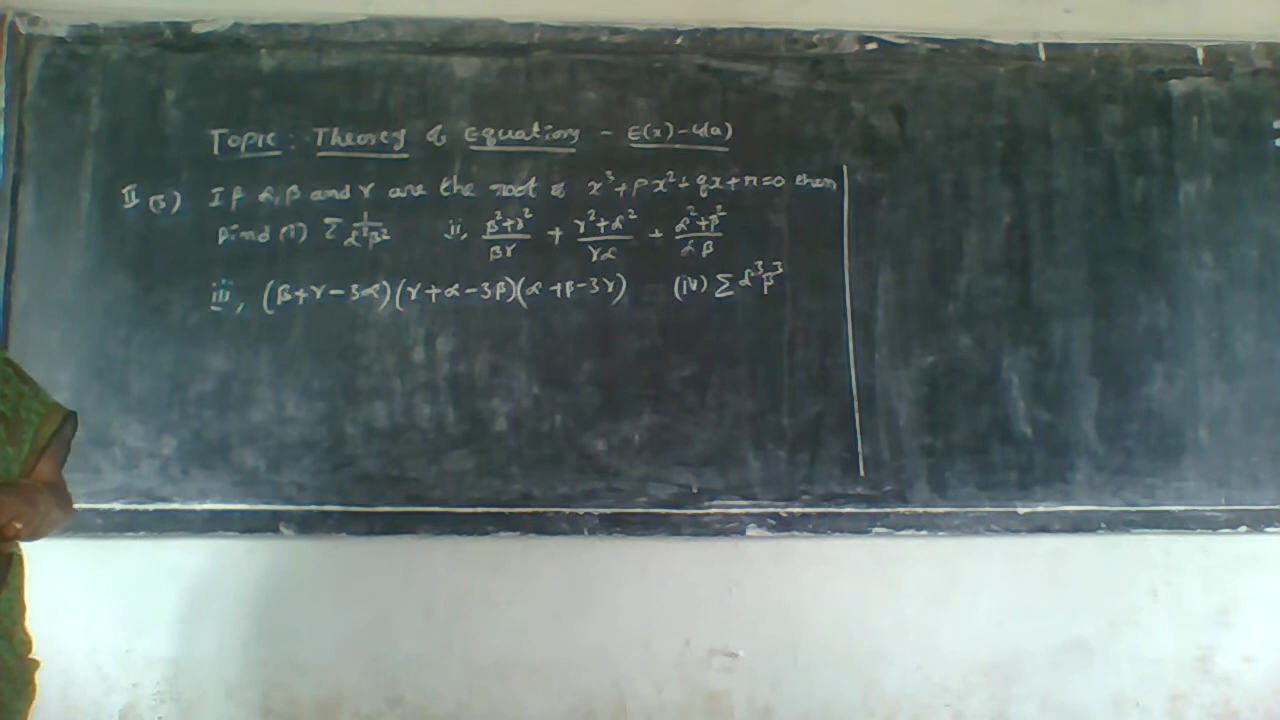 Topic: Theory of Equations - E(x)-4(a)
II (5) If α, β and γ are the root of x³+px²+qx+r=0 then
find (i) Σ 1/α²β² ii, β²+γ²/βγ + γ²+α²/γα + α²+β²/αβ
iii, (β+γ-3α)(γ+α-3β)(α+β-3γ) (iv) Σ α³β³